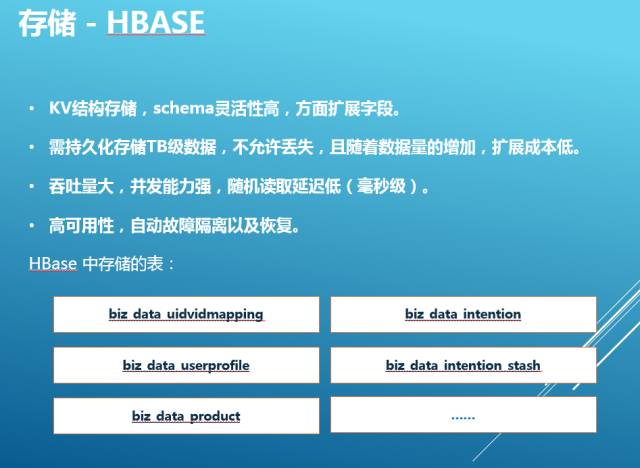 存储 - HBASE
• KV结构存储，schema灵活性高，方面扩展字段。
• 需持久化存储TB级数据，不允许丢失，且随着数据量的增加，扩展成本低。
• 吞吐量大，并发能力强，随机读取延迟低（毫秒级）。
• 高可用性，自动故障隔离以及恢复。
HBase 中存储的表：
biz_data_uidvidmapping
biz_data_intention
biz_data_userprofile
biz_data_intention_stash
biz_data_product
......